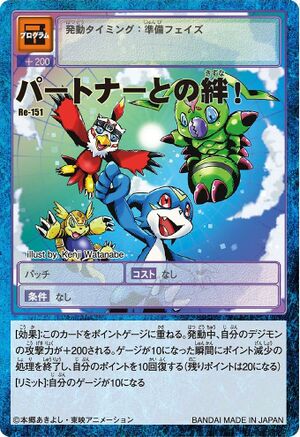 発動タイミング：準備フェイズ
プログラム
+200
パートナーとの絆！
きずな
Re-151
illust by Kenji Watanabe
パッチ
コスト なし
条件 なし
[効果]:このカードをポイントゲージに重ねる。発動中、自分のデジモン
の攻撃力が＋200される。ゲージが10になった瞬間にポイント減少の
処理を終了し、自分のポイントを10回復する（残りポイントは20になる）
[リミット]:自分のゲージが10になる
©本郷あきよし・東映アニメーション
BANDAI MADE IN JAPAN